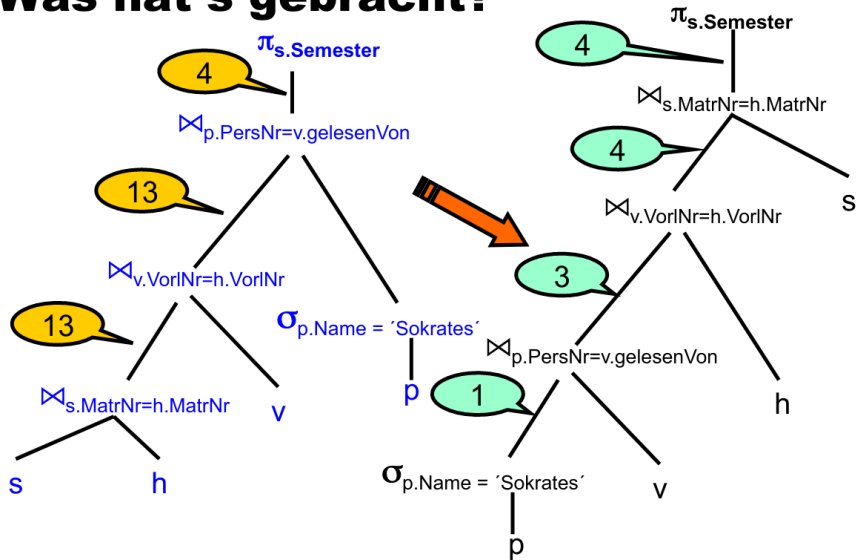 Was hat´s gebracht?
πs.Semester
4
⋈p.PersNr=v.gelesenVon
13
⋈v.VorlNr=h.VorlNr
σp.Name = ´Sokrates´
13
p
⋈s.MatrNr=h.MatrNr
v
s
h
πs.Semester
4
⋈s.MatrNr=h.MatrNr
4
s
⋈v.VorlNr=h.VorlNr
3
⋈p.PersNr=v.gelesenVon
h
1
σp.Name = ´Sokrates´
v
p